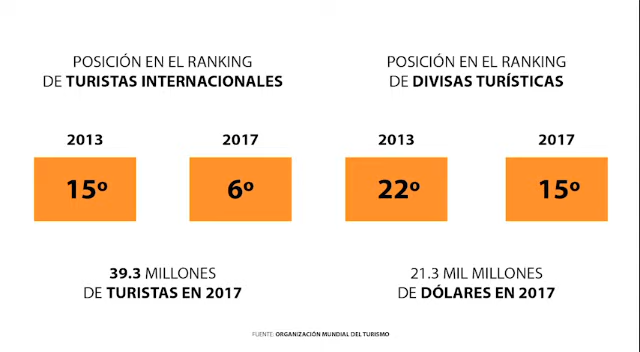 POSICIÓN EN EL RANKING
DE TURISTAS INTERNACIONALES
2013
2017
15º
6º
39.3 MILLONES
DE TURISTAS EN 2017
POSICIÓN EN EL RANKING
DE DIVISAS TURÍSTICAS
2013
2017
22º
15º
21.3 MIL MILLONES
DE DÓLARES EN 2017
FUENTE: ORGANIZACIÓN MUNDIAL DEL TURISMO